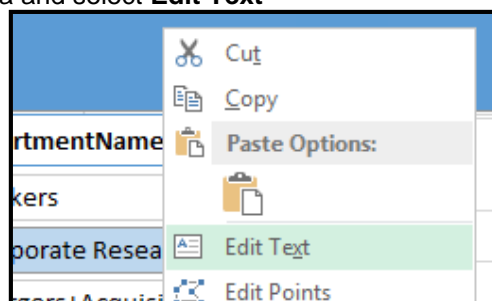 and select Edit Text
Cut
Copy
rtmentName
Paste Options:
kers
Edit Text
porate Resea
Edit Points